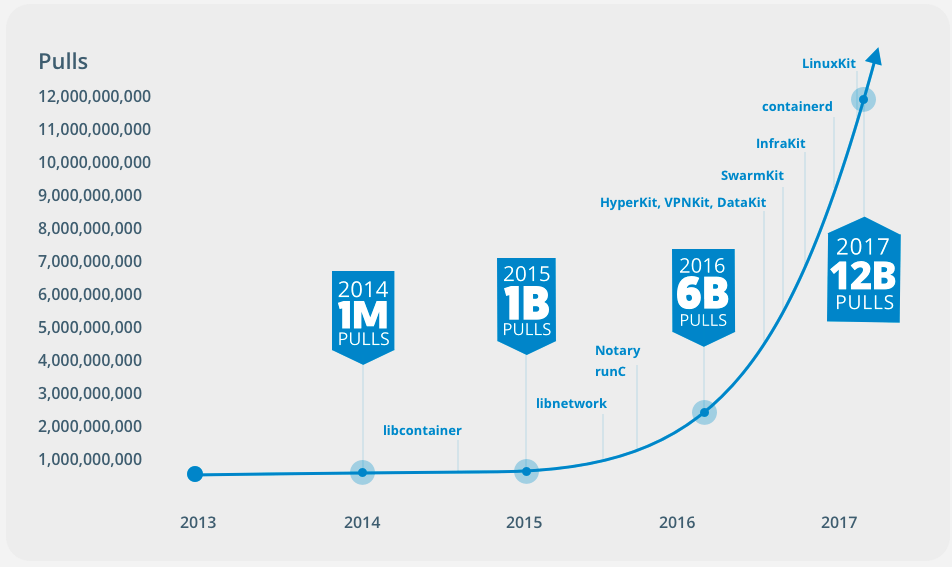 Pulls
12,000,000,000
11,000,000,000
10,000,000,000
9,000,000,000
8,000,000,000
7,000,000,000
6,000,000,000
5,000,000,000
4,000,000,000
3,000,000,000
2,000,000,000
1,000,000,000
LinuxKit
containerd
InfraKit
SwarmKit
HyperKit, VPNKit, DataKit
2014
1M
PULLS
2015
1B
PULLS
2016
6B
PULLS
2017
12B
PULLS
Notary
runC
libnetwork
libcontainer
2013 2014 2015 2016 2017